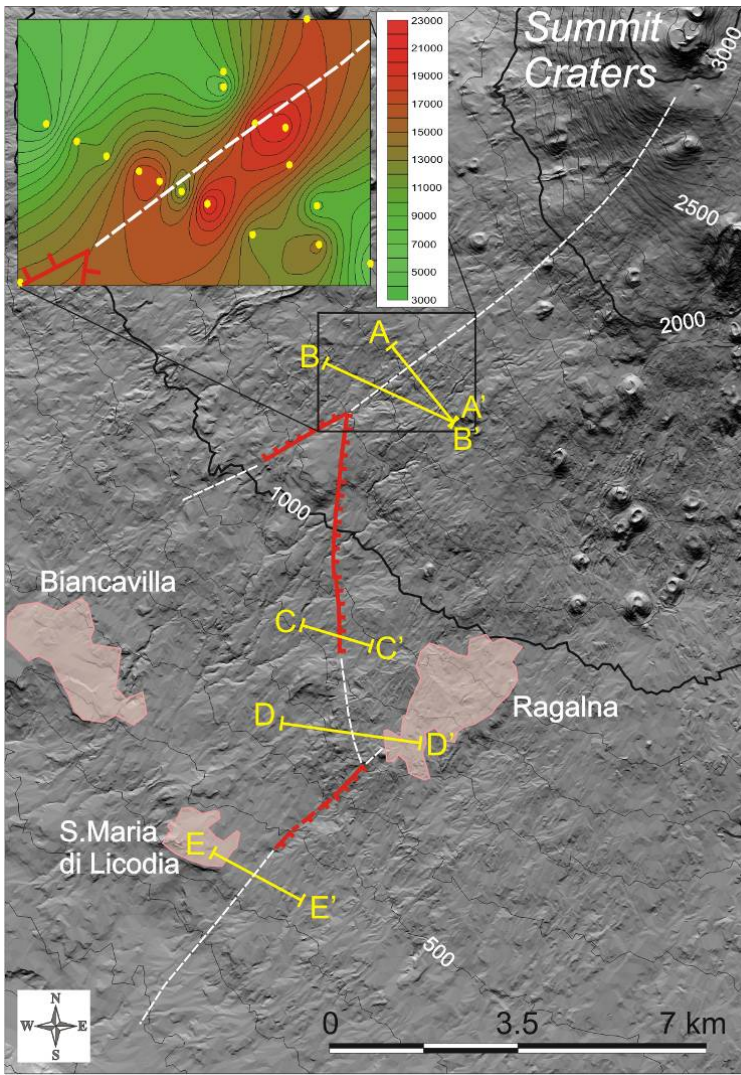 Summit
Craters
23000
21000
19000
17000
15000
13000
11000
9000
7000
5000
3000
3000
2500
2000
A
B
A'
B'
1000
Biancavilla
C
C'
Ragalna
D
D'
S.Maria
di Licodia
E
E'
500
N
W E
S
0 3.5 7 km